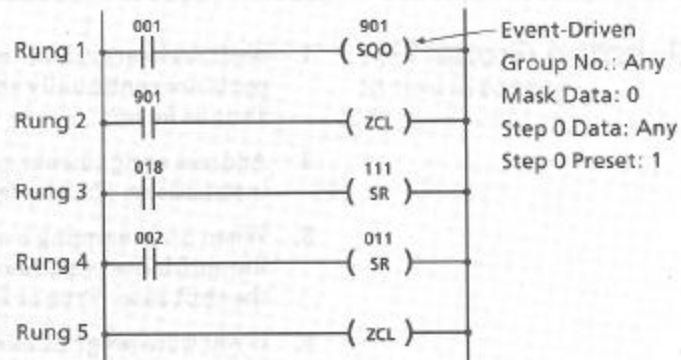 001 901
Rung 1 SQO
Event-Driven
Group No.: Any
Mask Data: 0
Step 0 Data: Any
Step 0 Preset: 1
901
Rung 2 ZCL
018 111
Rung 3 SR
002 011
Rung 4 SR
Rung 5 ZCL